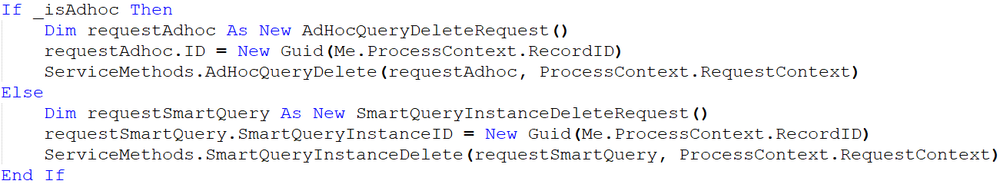 If _isAdhoc Then
    Dim requestAdhoc As New AdHocQueryDeleteRequest()
    requestAdhoc.ID = New Guid(Me.ProcessContext.RecordID)
    ServiceMethods.AdHocQueryDelete(requestAdhoc, ProcessContext.RequestContext)
Else
    Dim requestSmartQuery As New SmartQueryInstanceDeleteRequest()
    requestSmartQuery.SmartQueryInstanceID = New Guid(Me.ProcessContext.RecordID)
    ServiceMethods.SmartQueryInstanceDelete(requestSmartQuery, ProcessContext.RequestContext)
End If